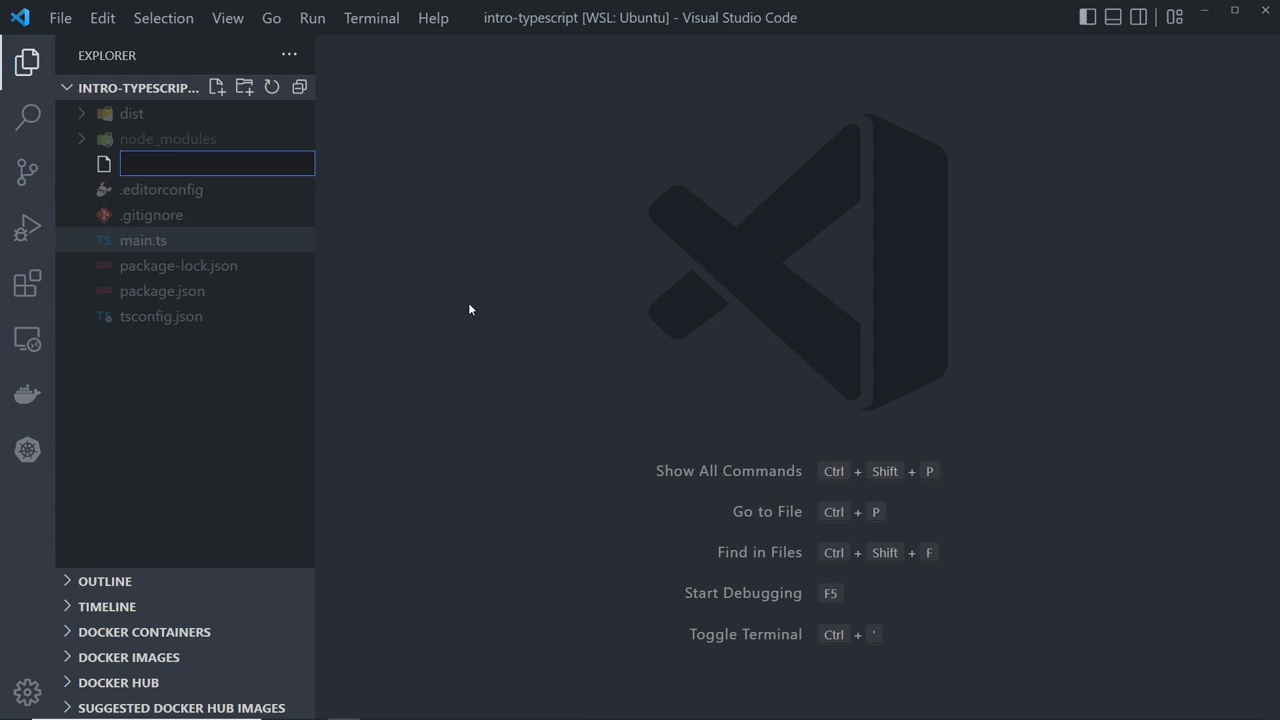 File Edit Selection View Go Run Terminal Help intro-typescript [WSL: Ubuntu] - Visual Studio Code
EXPLORER
INTRO-TYPESCRIP...
dist
node_modules
.editorconfig
.gitignore
TS main.ts
package-lock.json
package.json
TS tsconfig.json
Show All Commands Ctrl + Shift + P
Go to File Ctrl + P
Find in Files Ctrl + Shift + F
Start Debugging F5
Toggle Terminal Ctrl + '
OUTLINE
TIMELINE
DOCKER CONTAINERS
DOCKER IMAGES
DOCKER HUB
SUGGESTED DOCKER HUB IMAGES